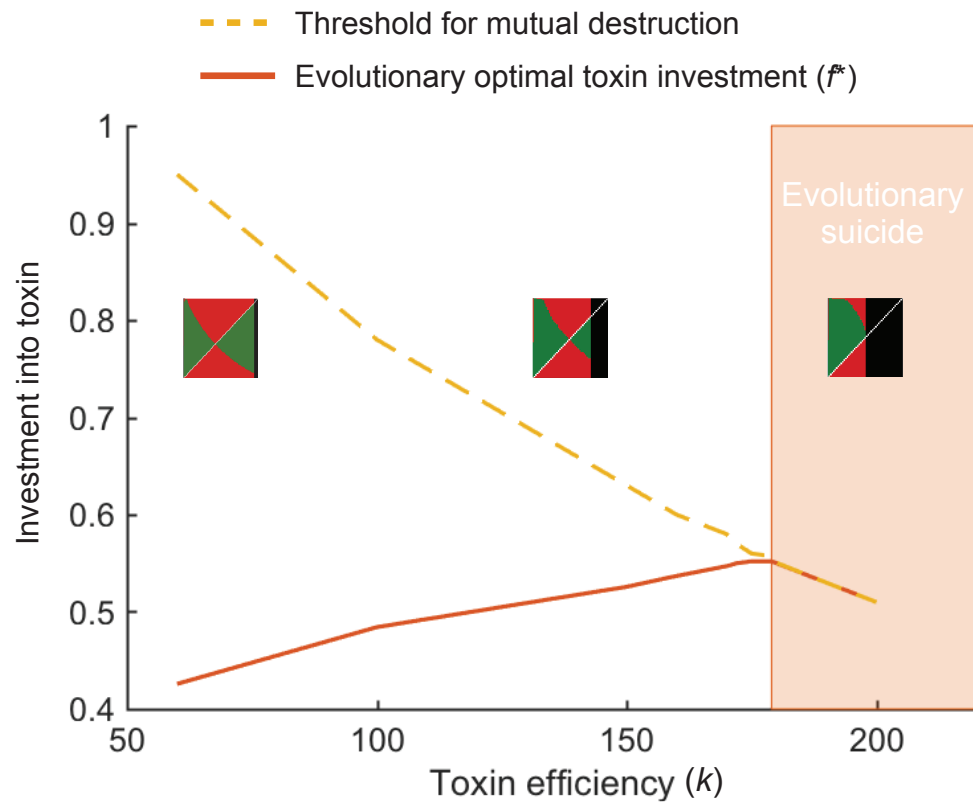 Threshold for mutual destruction
Evolutionary optimal toxin investment (f*)
1
0.9
0.8
0.7
0.6
0.5
0.4
Investment into toxin
Evolutionary
suicide
50
100
150
200
Toxin efficiency (k)